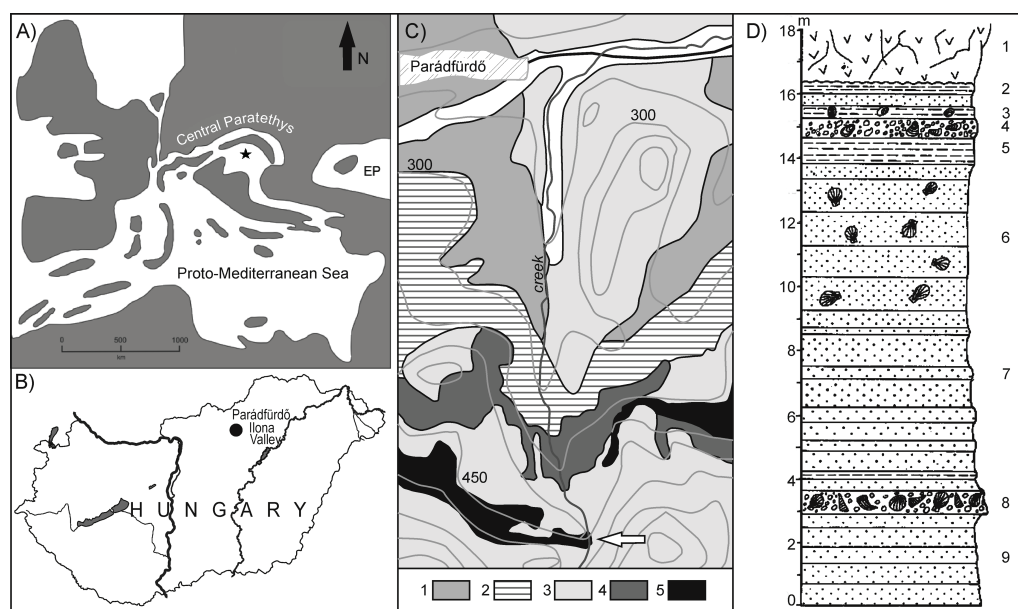 A)
N
Central Paratethys
EP
Proto-Mediterranean Sea
0 500 1000
km
B)
Parádfürdő
Ilona
Valley
HUNGARY
C)
Parádfürdő
300
300
creek
450
1 2 3 4 5
D)
m
18
16
14
12
10
8
6
4
2
0
1
2
3
4
5
6
7
8
9